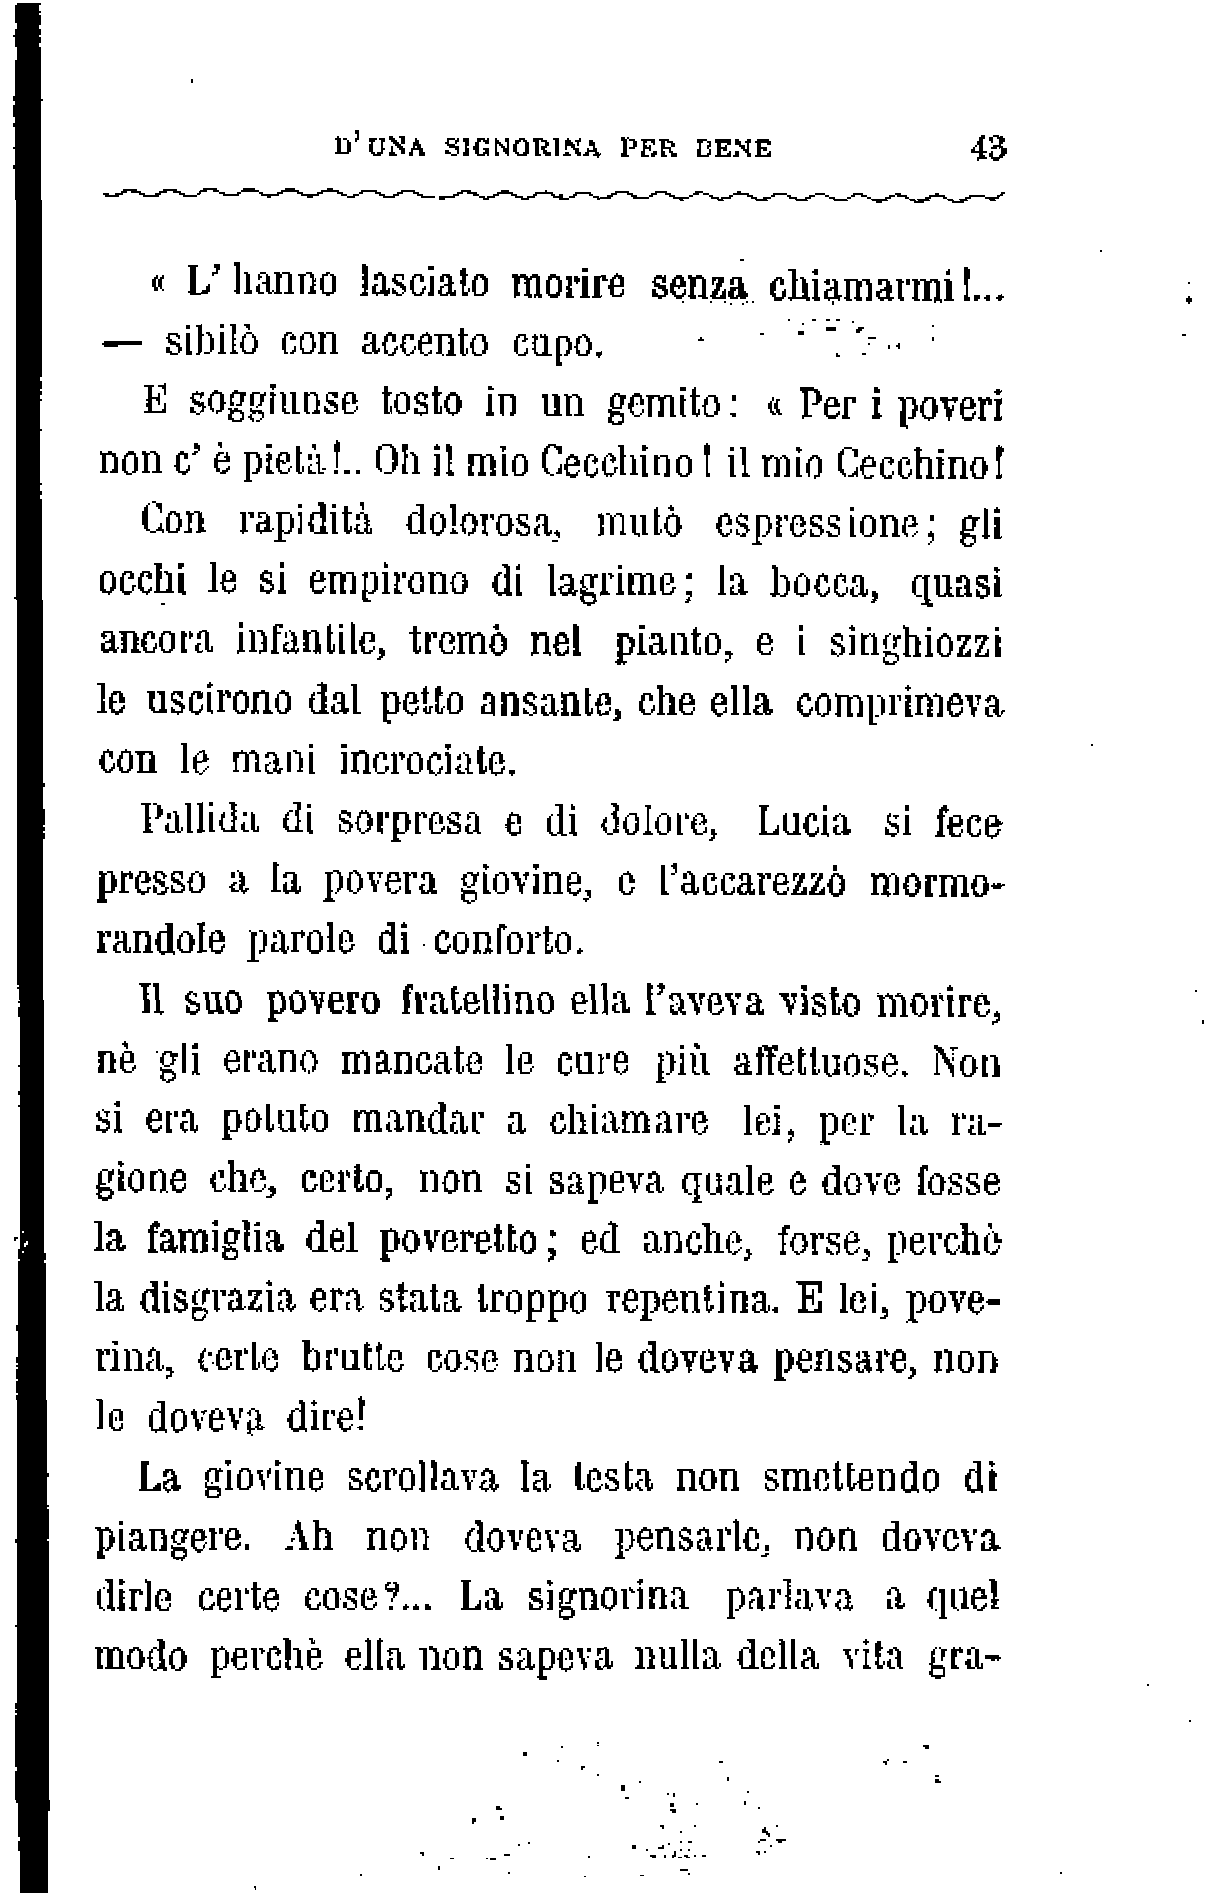 D' UNA SIGNORINA PER BENE 43
« L' hanno lasciato morire senza chiamarmi!...
— sibilò con accento cupo.
E soggiunse tosto in un gemito: « Per i poveri
non c' è pietà!.. Oh il mio Cecchino! il mio Cecchino!
Con rapidità dolorosa, mutò espressione; gli
occhi le si empirono di lagrime; la bocca, quasi
ancora infantile, tremò nel pianto, e i singhiozzi
le uscirono dal petto ansante, che ella comprimeva
con le mani incrociate.
Pallida di sorpresa e di dolore, Lucia si fece
presso a la povera giovine, e l'accarezzò mormo-
randole parole di conforto.
Il suo povero fratellino ella l'aveva visto morire,
nè gli erano mancate le cure più affettuose. Non
si era potuto mandar a chiamare lei, per la ra-
gione che, certo, non si sapeva quale e dove fosse
la famiglia del poveretto; ed anche, forse, perchè
la disgrazia era stata troppo repentina. E lei, pove-
rina, certe brutte cose non le doveva pensare, non
le doveva dire!
La giovine scrollava la testa non smettendo di
piangere. Ah non doveva pensarle, non doveva
dirle certe cose?... La signorina parlava a quel
modo perchè ella non sapeva nulla della vita gra-